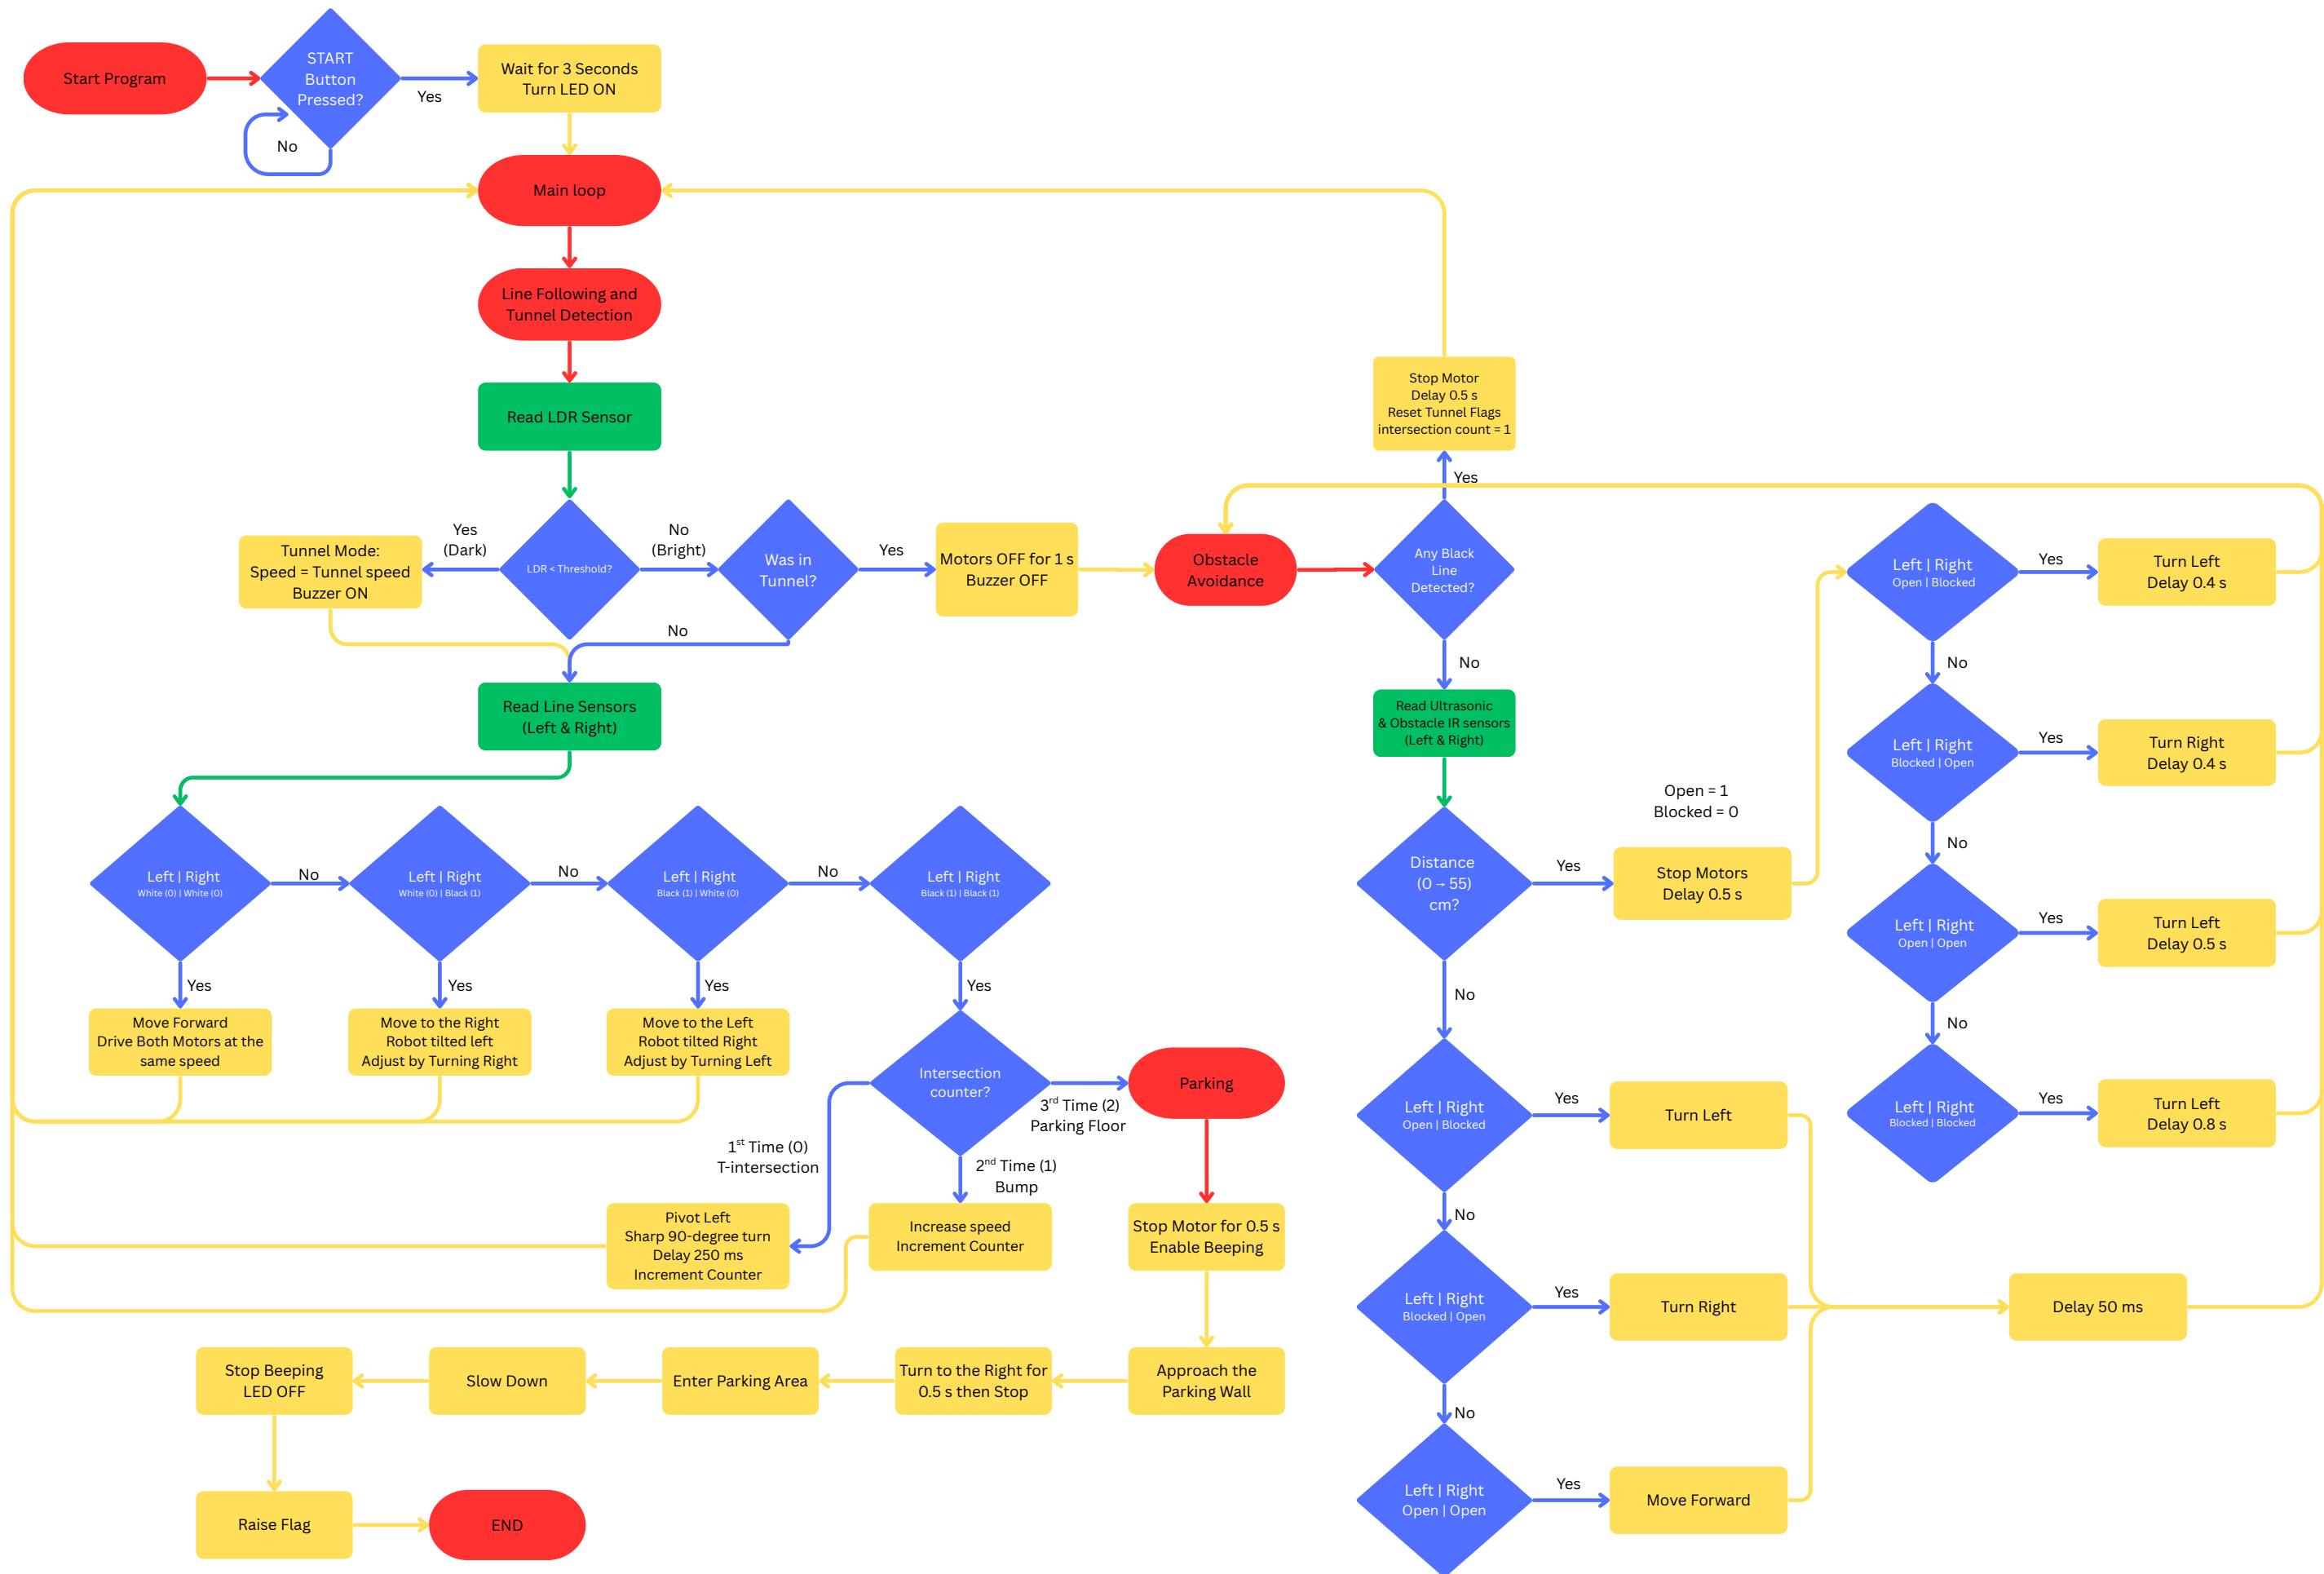 Start Program
START
Button
Pressed?
Yes
No
Wait for 3 Seconds
Turn LED ON
Main loop
Line Following and
Tunnel Detection
Read LDR Sensor
LDR < Threshold?
Yes
(Dark)
Tunnel Mode:
Speed = Tunnel speed
Buzzer ON
No
(Bright)
Was in
Tunnel?
No
Yes
Motors OFF for 1 s
Buzzer OFF
Read Line Sensors
(Left & Right)
Left | Right
White (0) | White (0)
No
Left | Right
White (0) | Black (1)
No
Left | Right
Black (1) | White (0)
No
Left | Right
Black (1) | Black (1)
Yes
Yes
Yes
Yes
Move Forward
Drive Both Motors at the
same speed
Move to the Right
Robot tilted left
Adjust by Turning Right
Move to the Left
Robot tilted Right
Adjust by Turning Left
Intersection
counter?
1st Time (0)
T-intersection
2nd Time (1)
Bump
3rd Time (2)
Parking Floor
Pivot Left
Sharp 90-degree turn
Delay 250 ms
Increment Counter
Increase speed
Increment Counter
Parking
Stop Motor for 0.5 s
Enable Beeping
Approach the
Parking Wall
Turn to the Right for
0.5 s then Stop
Enter Parking Area
Slow Down
Stop Beeping
LED OFF
Raise Flag
END
Obstacle
Avoidance
Any Black
Line
Detected?
Yes
Stop Motor
Delay 0.5 s
Reset Tunnel Flags
intersection count = 1
No
Read Ultrasonic
& Obstacle IR sensors
(Left & Right)
Distance
(0 → 55)
cm?
Yes
Open = 1
Blocked = 0
Stop Motors
Delay 0.5 s
Left | Right
Open | Blocked
Yes
Turn Left
Delay 0.4 s
No
Left | Right
Blocked | Open
Yes
Turn Right
Delay 0.4 s
No
Left | Right
Open | Open
Yes
Turn Left
Delay 0.5 s
No
Left | Right
Blocked | Blocked
Yes
Turn Left
Delay 0.8 s
No
Left | Right
Open | Blocked
Yes
Turn Left
No
Left | Right
Blocked | Open
Yes
Turn Right
Delay 50 ms
No
Left | Right
Open | Open
Yes
Move Forward